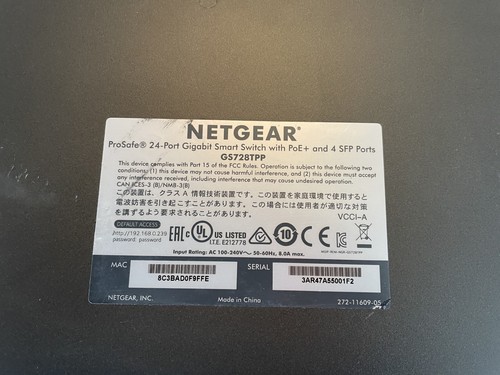 NETGEAR®
ProSafe® 24-Port Gigabit Smart Switch with PoE+ and 4 SFP Ports
GS728TPP
This device complies with Part 15 of the FCC Rules. Operation is subject to the following two
conditions: (1) this device may not cause harmful interference, and (2) this device must accept
any interference received, including interference that may cause undesired operation.
CAN ICES-3 (B)/NMB-3(B)
この装置は、クラス A 情報技術装置です。この装置を家庭環境で使用すると
電波妨害を引き起こすことがあります。この場合には使用者が適切な対策
を講ずるよう要求されることがあります。
VCCI-A
DEFAULT ACCESS
http://192.168.0.239
password: password
EAC c UL US LISTED
I.T.E. E212778
10
CE
Input Rating: AC 100-240V～ 50-60Hz, 8.0A max.
MAC
8C3BAD0F9FFE
SERIAL
3AR47A55001F2
NETGEAR, INC.
Made in China
272-11609-05